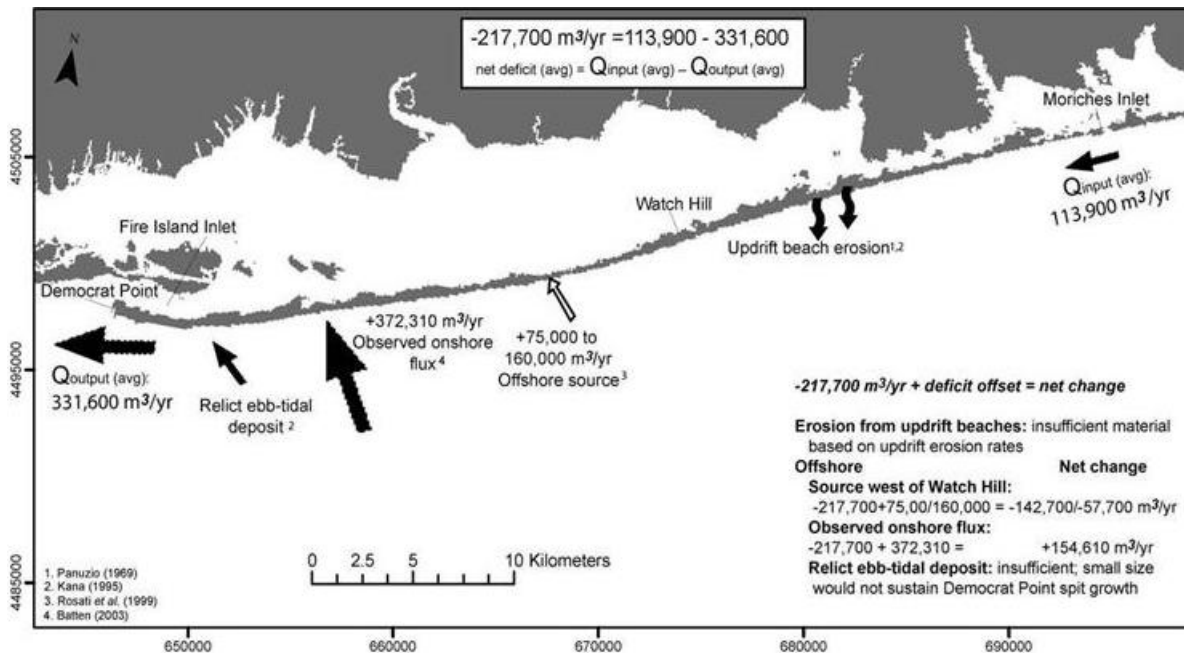 N
-217,700 m³/yr =113,900 - 331,600
net deficit (avg) = Qinput (avg) – Qoutput (avg)
Moriches Inlet
Qinput (avg):
113,900 m³/yr
Watch Hill
Updrift beach erosion¹,²
Fire Island Inlet
Democrat Point
+372,310 m³/yr
Observed onshore
flux⁴
+75,000 to
160,000 m³/yr
Offshore source³
Qoutput (avg):
331,600 m³/yr
Relict ebb-tidal
deposit ²
-217,700 m³/yr + deficit offset = net change
Erosion from updrift beaches: insufficient material
based on updrift erosion rates
Offshore Net change
Source west of Watch Hill:
-217,700+75,00/160,000 = -142,700/-57,700 m³/yr
Observed onshore flux:
-217,700 + 372,310 = +154,610 m³/yr
Relict ebb-tidal deposit: insufficient; small size
would not sustain Democrat Point spit growth
0 2.5 5 10 Kilometers
1. Panuzio (1969)
2. Kana (1995)
3. Rosati et al. (1999)
4. Batten (2003)
4505000
4495000
4485000
650000 660000 670000 680000 690000